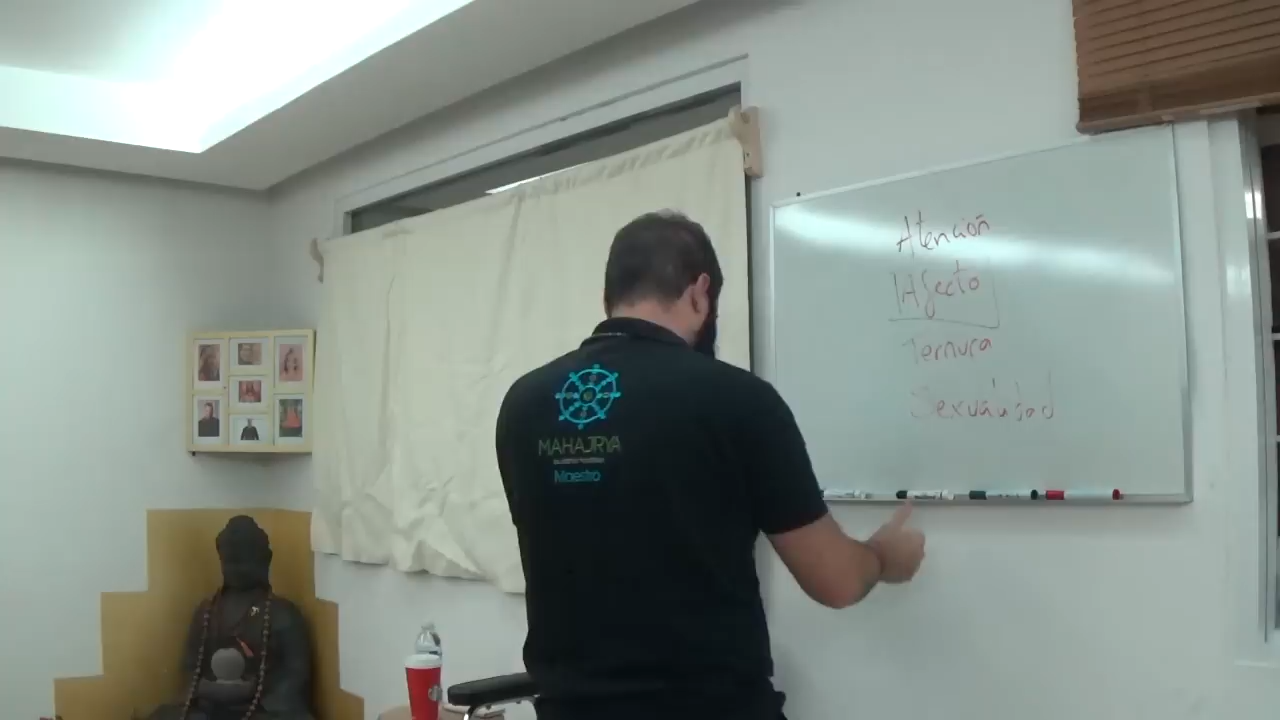 Atención
Afecto
Ternura
Sexualidad
MAHAJRYA
Maestro